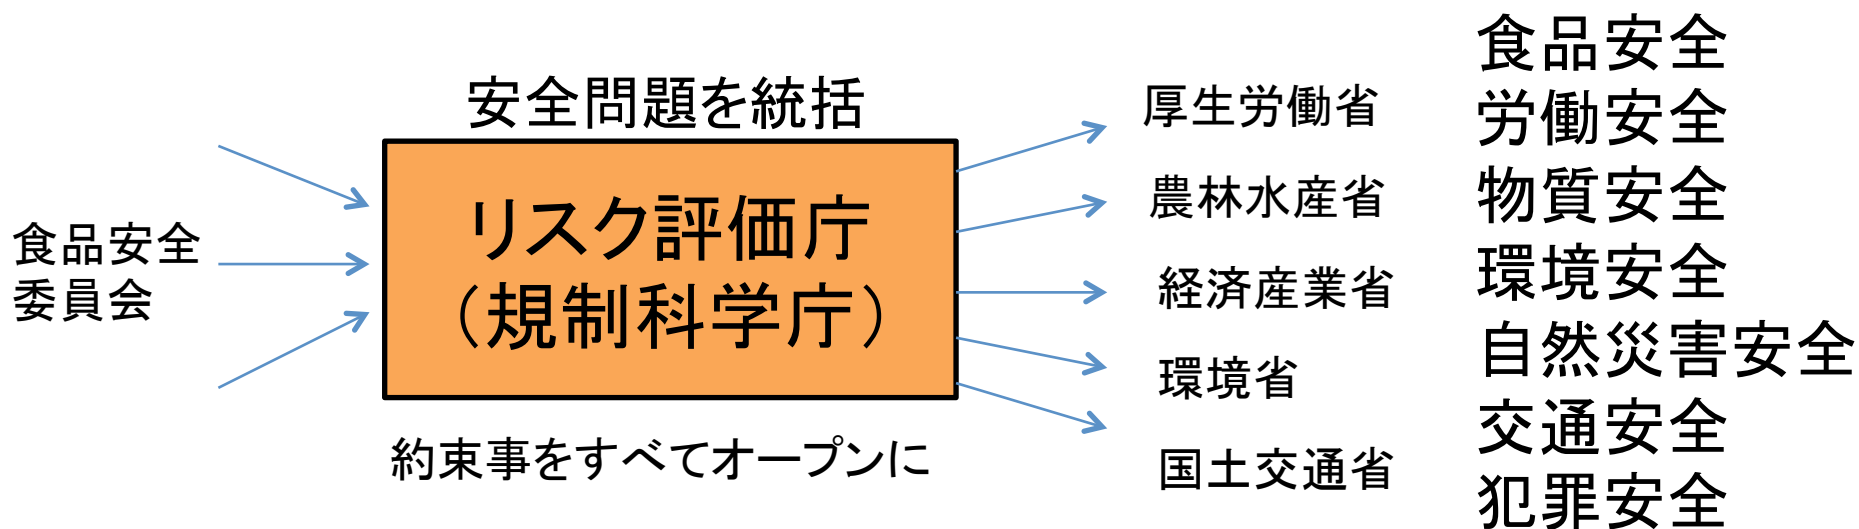 食品安全
委員会
安全問題を統括
リスク評価庁
（規制科学庁）
約束事をすべてオープンに
厚生労働省
農林水産省
経済産業省
環境省
国土交通省
食品安全
労働安全
物質安全
環境安全
自然災害安全
交通安全
犯罪安全